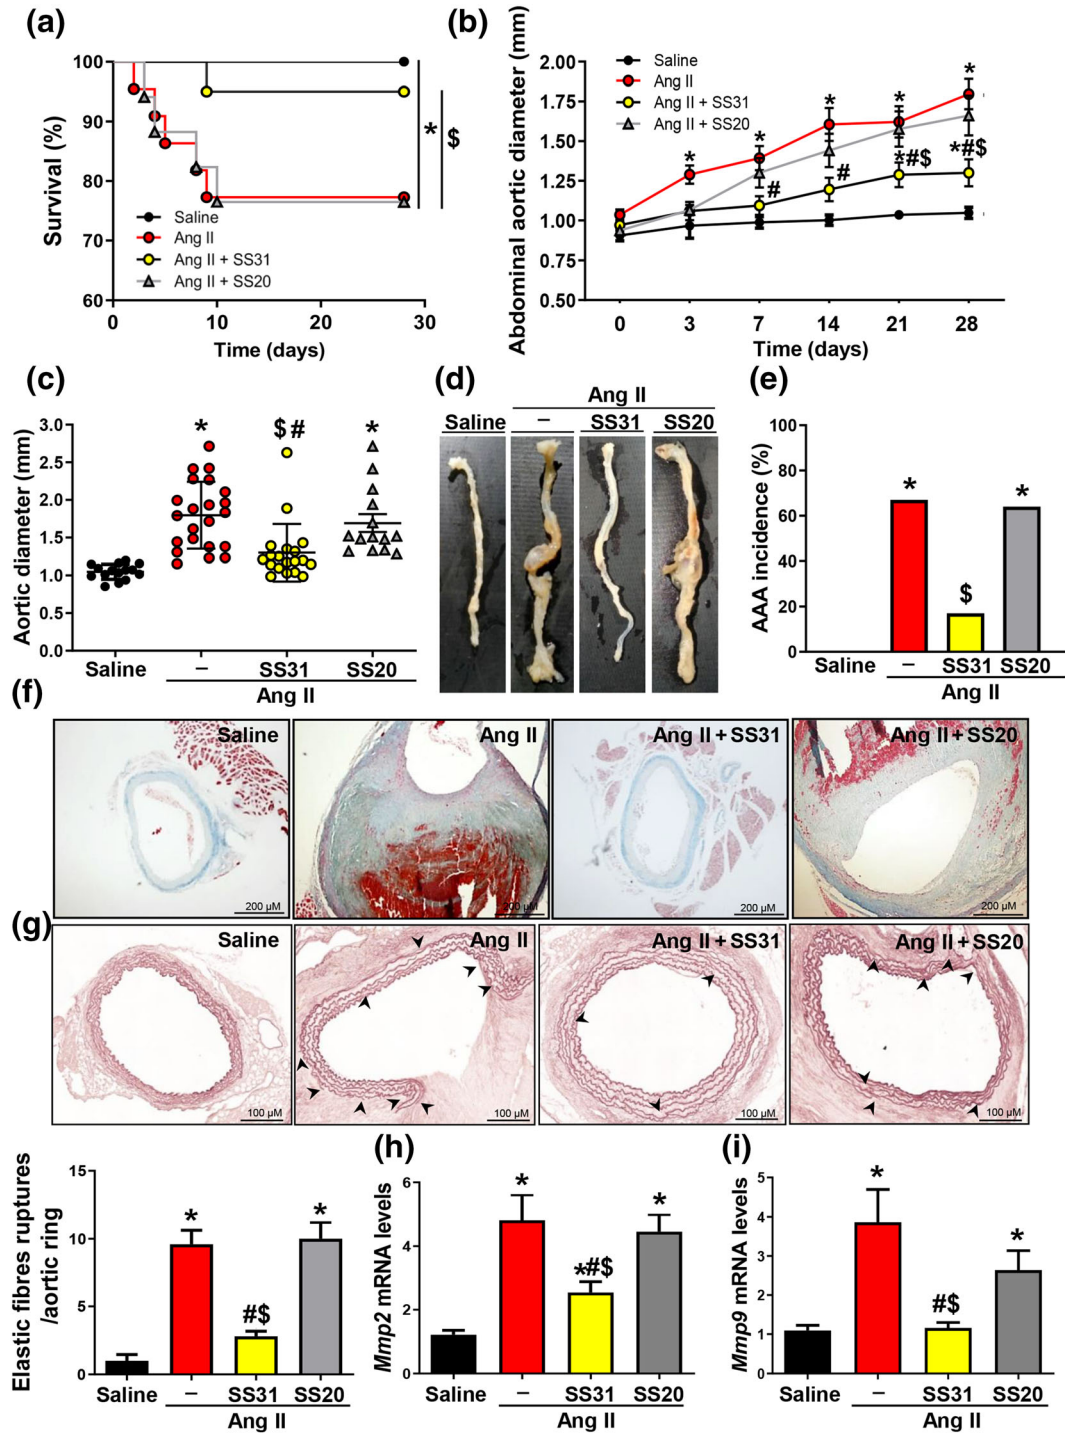 (a)
Survival (%)
100
90
80
70
60
0
10
20
30
Time (days)
Saline
Ang II
Ang II + SS31
Ang II + SS20
* $
(b)
Abdominal aortic diameter (mm)
2.00
1.75
1.50
1.25
1.00
0.75
0.50
0
3
7
14
21
28
Time (days)
Saline
Ang II
Ang II + SS31
Ang II + SS20
*
*
*
*
*
#
#
*#$
*#$
(c)
Aortic diameter (mm)
3.0
2.5
2.0
1.5
1.0
0.5
0.0
*
$ #
*
Saline
–
SS31
SS20
Ang II
(d)
Ang II
Saline
–
SS31
SS20
(e)
AAA incidence (%)
100
80
60
40
20
0
*
$
*
Saline
–
SS31
SS20
Ang II
(f)
Saline
Ang II
Ang II + SS31
Ang II + SS20
200 µM
200 µM
200 µM
200 µM
(g)
Saline
Ang II
Ang II + SS31
Ang II + SS20
100 µM
100 µM
100 µM
100 µM
Elastic fibres ruptures
/aortic ring
15
10
5
0
*
#$
*
Saline
–
SS31
SS20
Ang II
(h)
Mmp2 mRNA levels
6
4
2
0
*
*#$
*
Saline
–
SS31
SS20
Ang II
(i)
Mmp9 mRNA levels
5
4
3
2
1
0
*
#$
*
Saline
–
SS31
SS20
Ang II